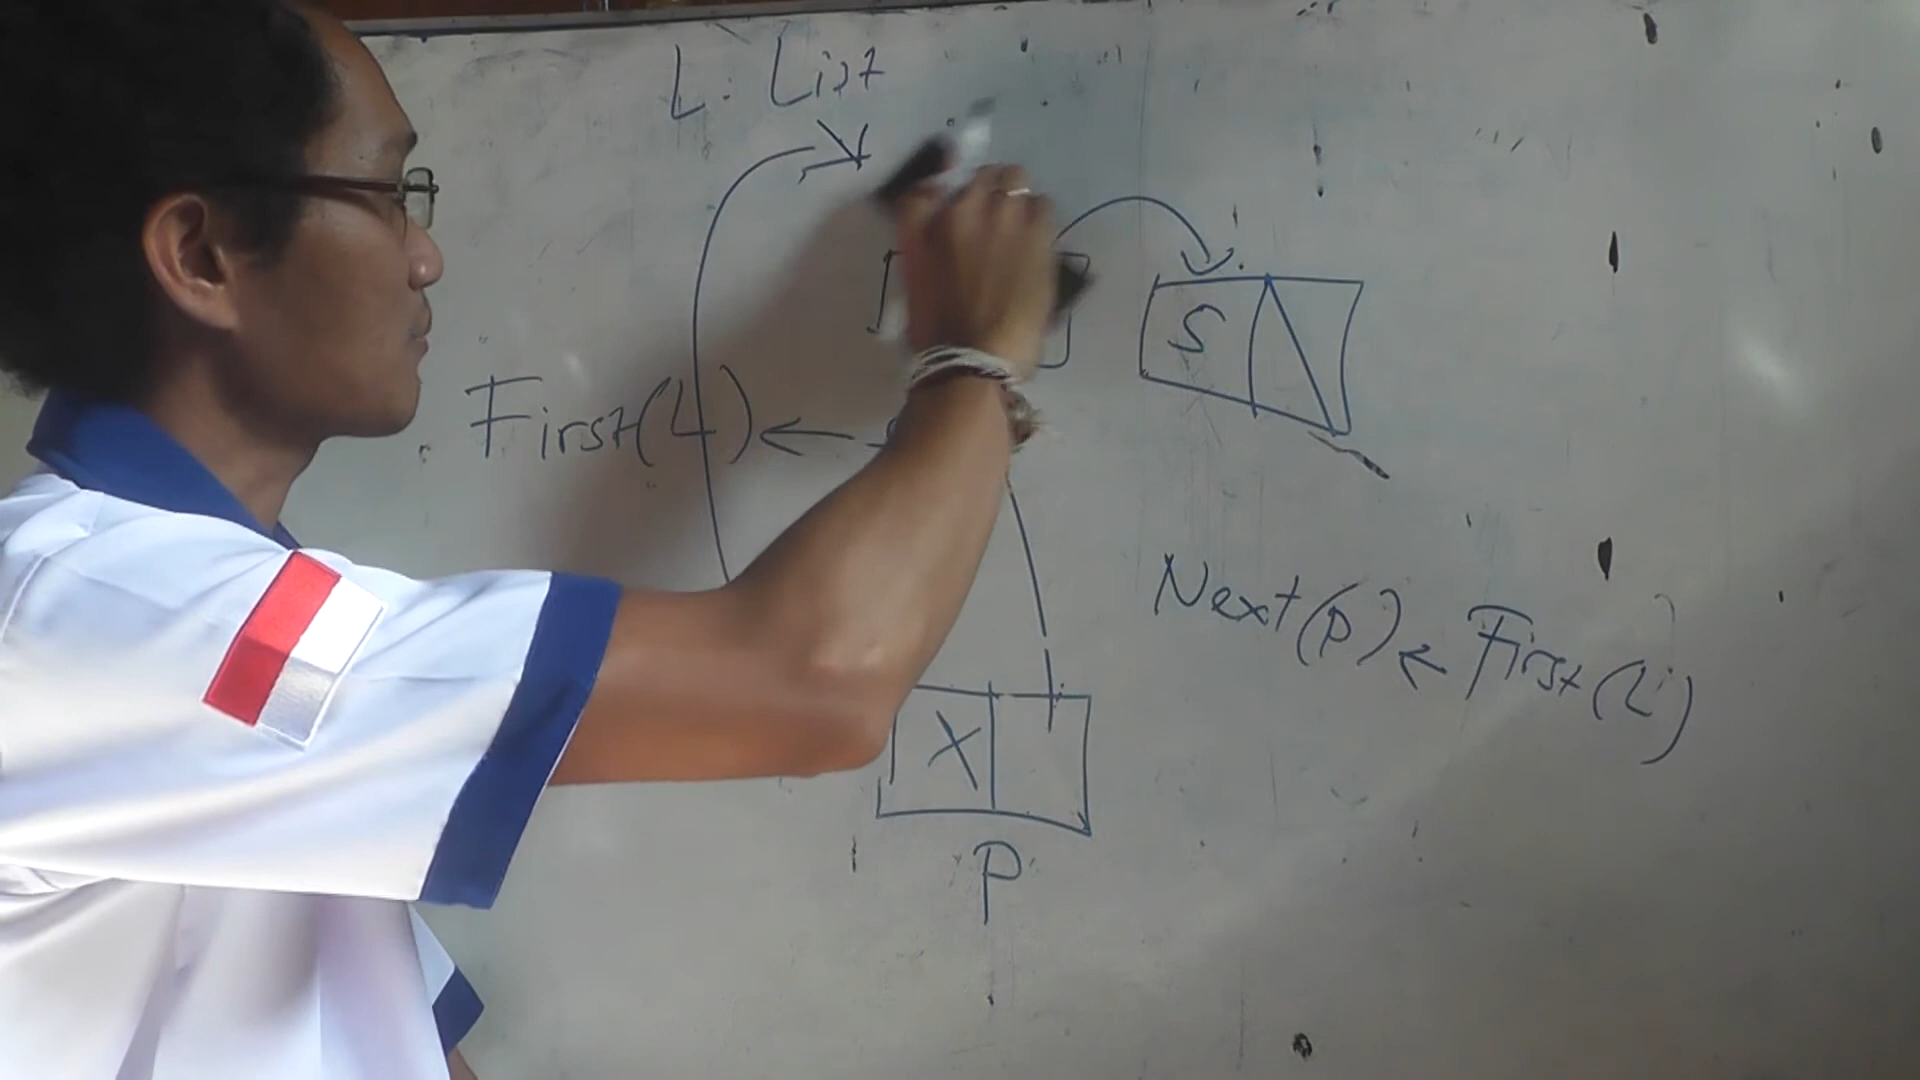 L: List
S
First(L) ←
Next(P) ← First(L)
X
P